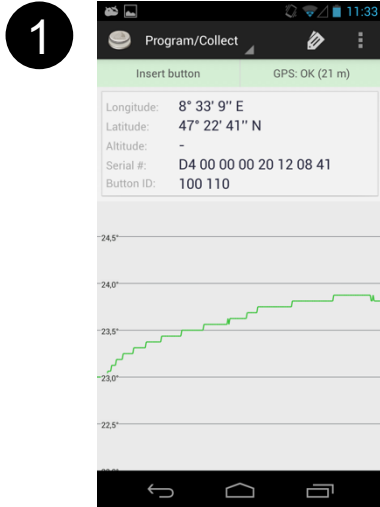 1
11:33
Program/Collect
Insert button GPS: OK (21 m)
Longitude: 8° 33' 9'' E
Latitude: 47° 22' 41'' N
Altitude: -
Serial #: D4 00 00 00 20 12 08 41
Button ID: 100 110
24,5°
24,0°
23,5°
23,0°
22,5°